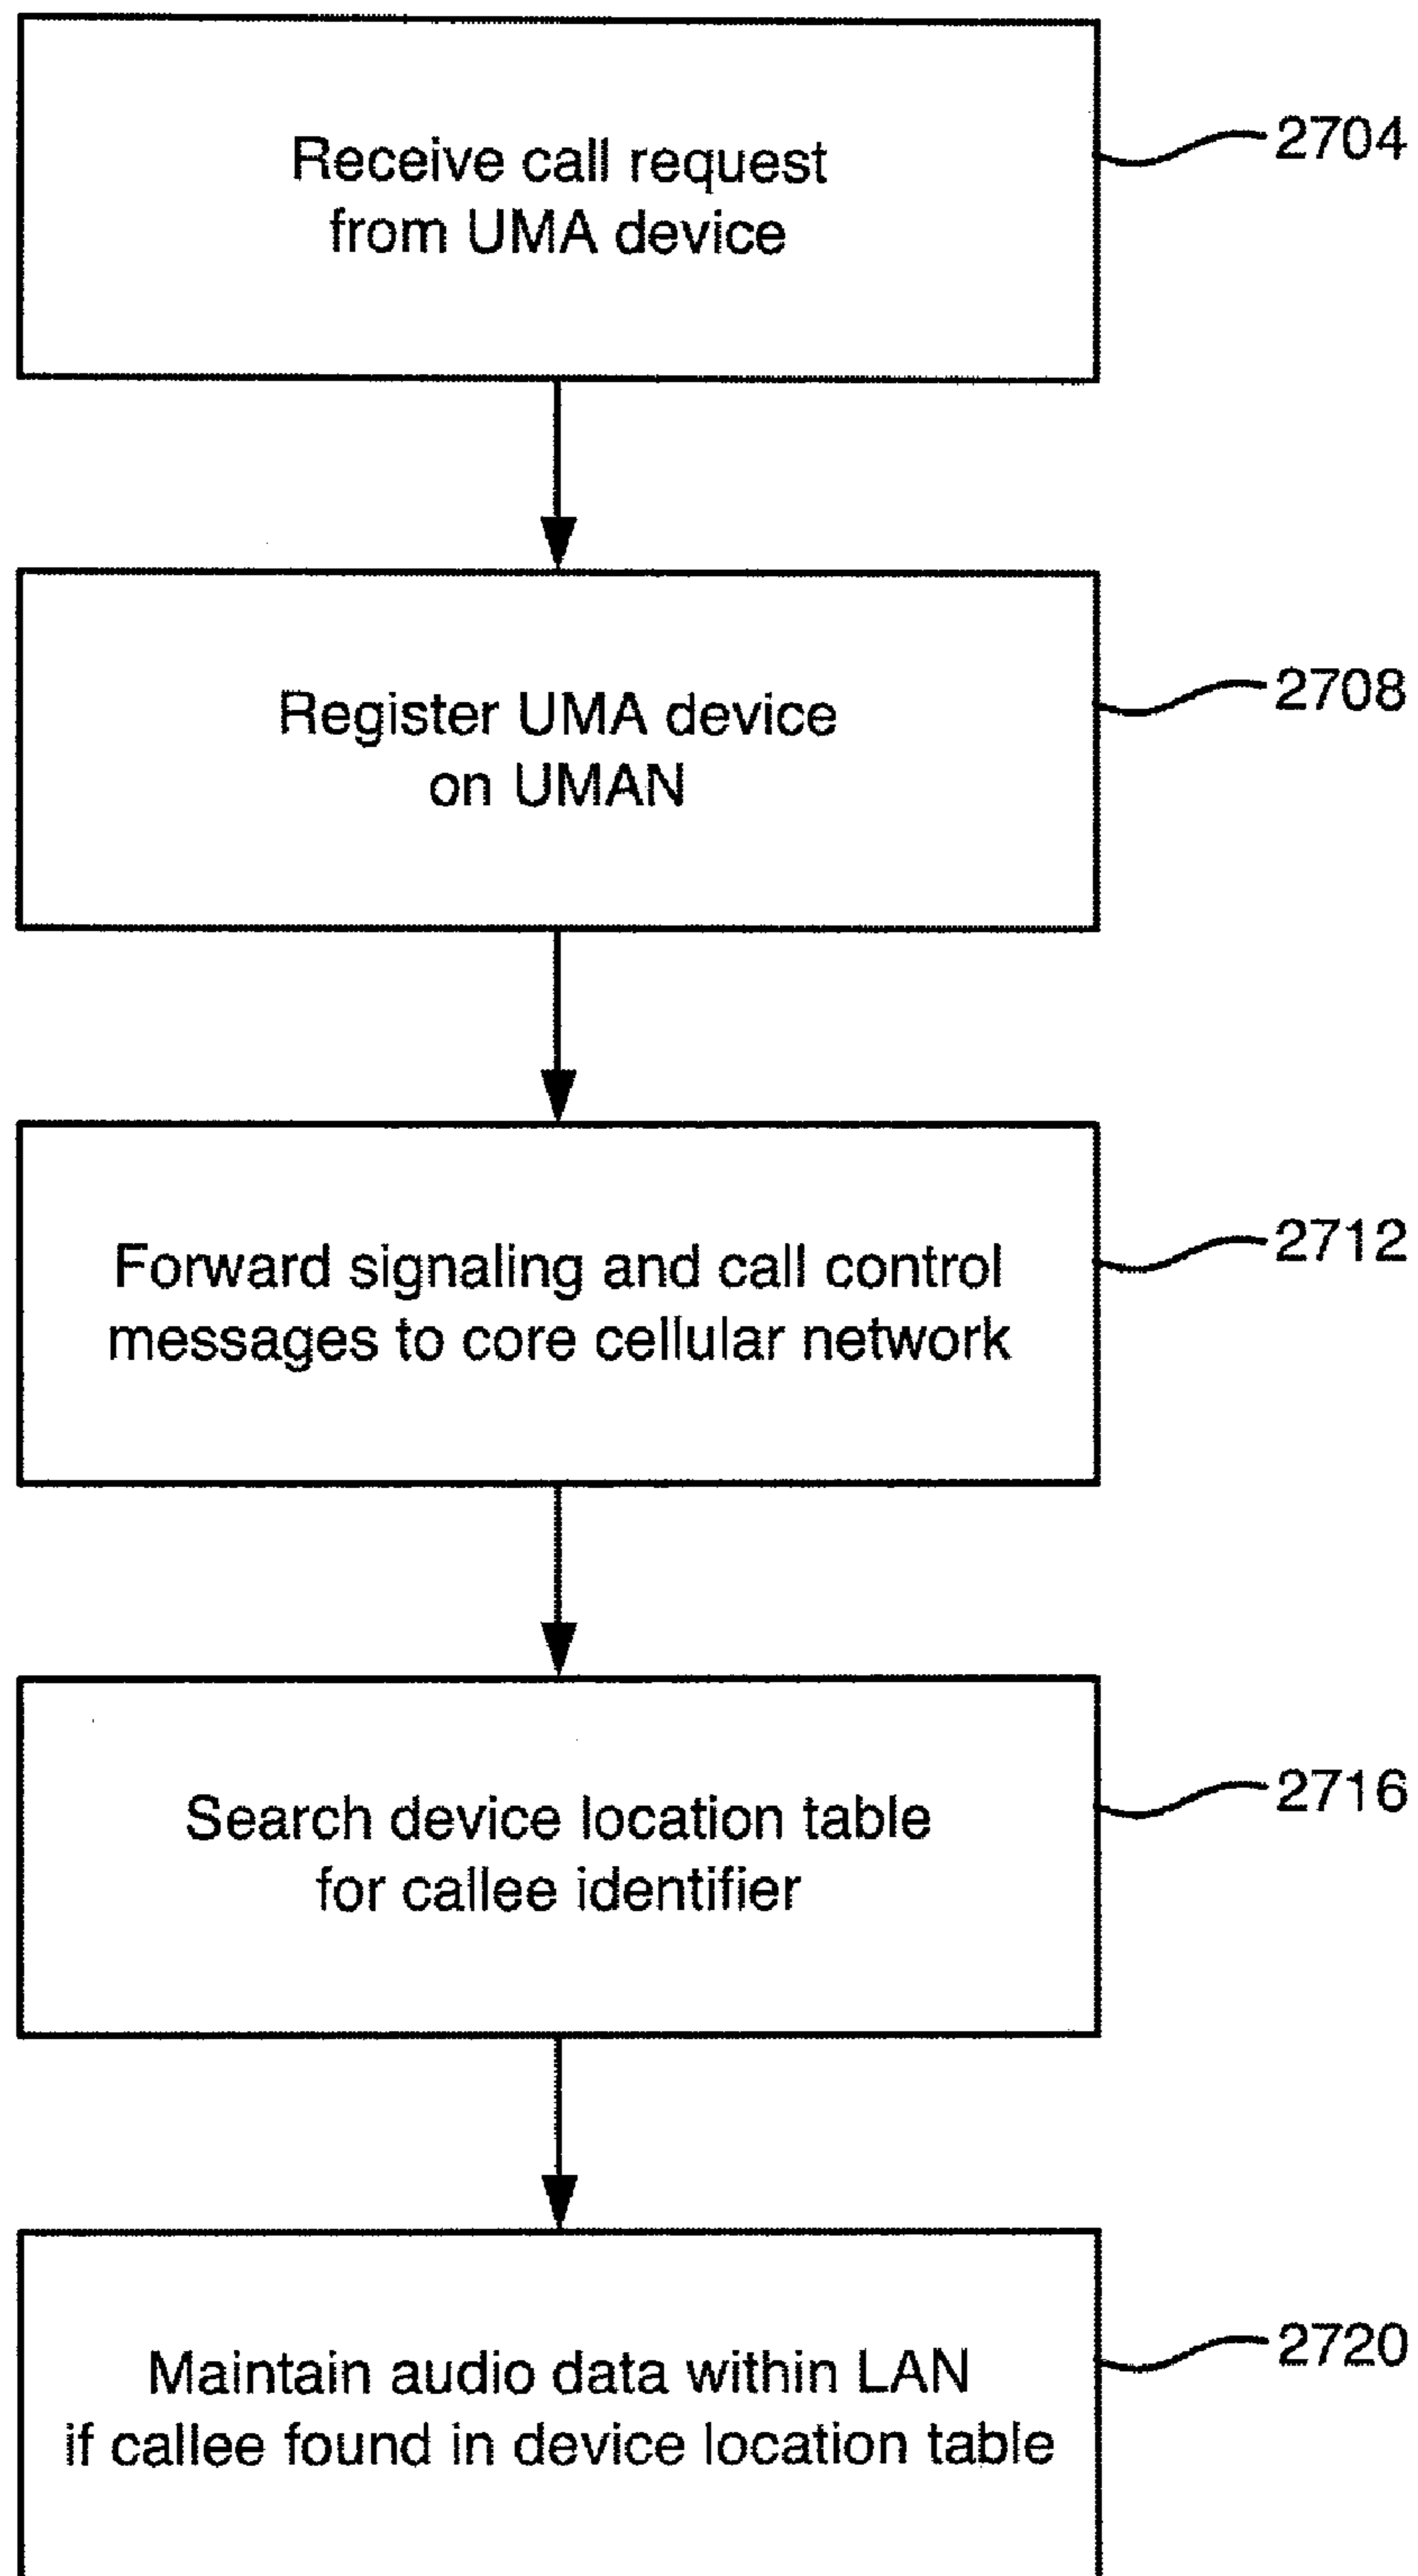 Receive call request
from UMA device
2704
Register UMA device
on UMAN
2708
Forward signaling and call control
messages to core cellular network
2712
Search device location table
for callee identifier
2716
Maintain audio data within LAN
if callee found in device location table
2720